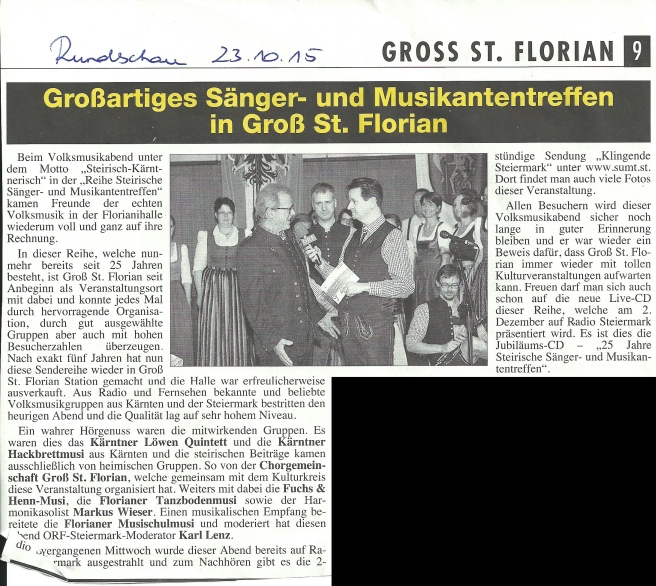 Rundschau 23.10.15
GROSS ST. FLORIAN 9
Großartiges Sänger- und Musikantentreffen
in Groß St. Florian
Beim Volksmusikabend unter
dem Motto „Steirisch-Kärnt-
nerisch" in der „Reihe Steirische
Sänger- und Musikantentreffen"
kamen Freunde der echten
Volksmusik in der Florianihalle
wiederum voll und ganz auf ihre
Rechnung.
In dieser Reihe, welche nun-
mehr bereits seit 25 Jahren
besteht, ist Groß St. Florian seit
Anbeginn als Veranstaltungsort
mit dabei und konnte jedes Mal
durch hervorragende Organisa-
tion, durch gut ausgewählte
Gruppen aber auch mit hohen
Besucherzahlen überzeugen.
Nach exakt fünf Jahren hat nun
diese Sendereihe wieder in Groß
St. Florian Station gemacht und die Halle war erfreulicherweise
ausverkauft. Aus Radio und Fernsehen bekannte und beliebte
Volksmusikgruppen aus Kärnten und der Steiermark bestritten den
heurigen Abend und die Qualität lag auf sehr hohem Niveau.
Ein wahrer Hörgenuss waren die mitwirkenden Gruppen. Es
waren dies das Kärntner Löwen Quintett und die Kärntner
Hackbrettmusi aus Kärnten und die steirischen Beiträge kamen
ausschließlich von heimischen Gruppen. So von der Chorgemein-
schaft Groß St. Florian, welche gemeinsam mit dem Kulturkreis
diese Veranstaltung organisiert hat. Weiters mit dabei die Fuchs &
Henn-Musi, die Florianer Tanzbodenmusi sowie der Har-
monikasolist Markus Wieser. Einen musikalischen Empfang be-
reitete die Florianer Musischulmusi und moderiert hat diesen
bend ORF-Steiermark-Moderator Karl Lenz.
vergangenen Mittwoch wurde dieser Abend bereits auf Ra-
dio
rmark ausgestrahlt und zum Nachhören gibt es die 2-
stündige Sendung „Klingende
Steiermark" unter www.sumt.st.
Dort findet man auch viele Fotos
dieser Veranstaltung.
Allen Besuchern wird dieser
Volksmusikabend sicher noch
lange in guter Erinnerung
bleiben und er war wieder ein
Beweis dafür, dass Groß St. Flo-
rian immer wieder mit tollen
Kulturveranstaltungen aufwarten
kann. Freuen darf man sich auch
schon auf die neue Live-CD
dieser Reihe, welche am 2.
Dezember auf Radio Steiermark
präsentiert wird. Es ist dies die
Jubiläums-CD – „25 Jahre
Steirische Sänger- und Musikan-
tentreffen".